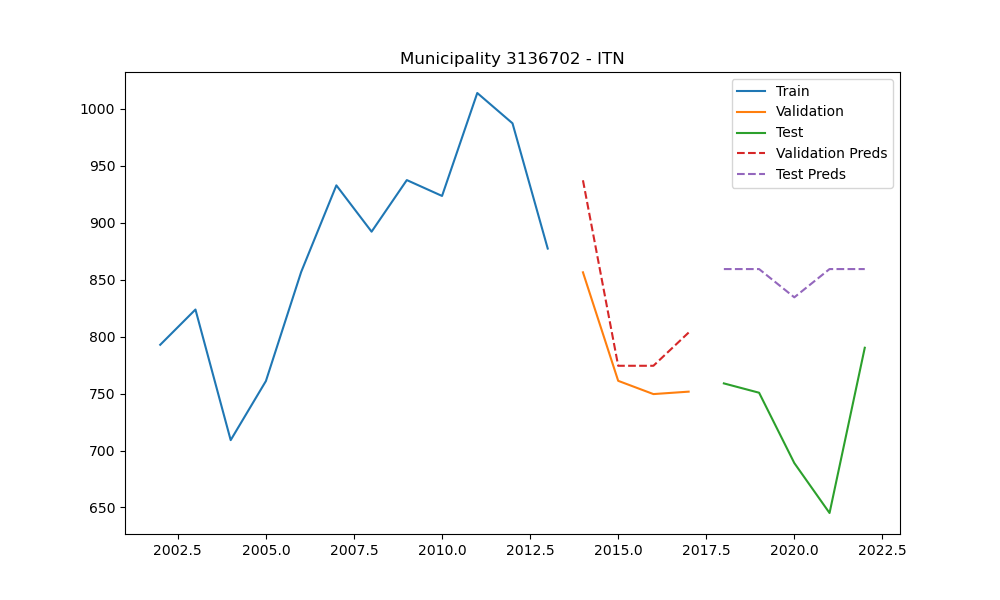 Municipality 3136702 - ITN
1000
950
900
850
800
750
700
650
2002.5 2005.0 2007.5 2010.0 2012.5 2015.0 2017.5 2020.0 2022.5
Train
Validation
Test
Validation Preds
Test Preds